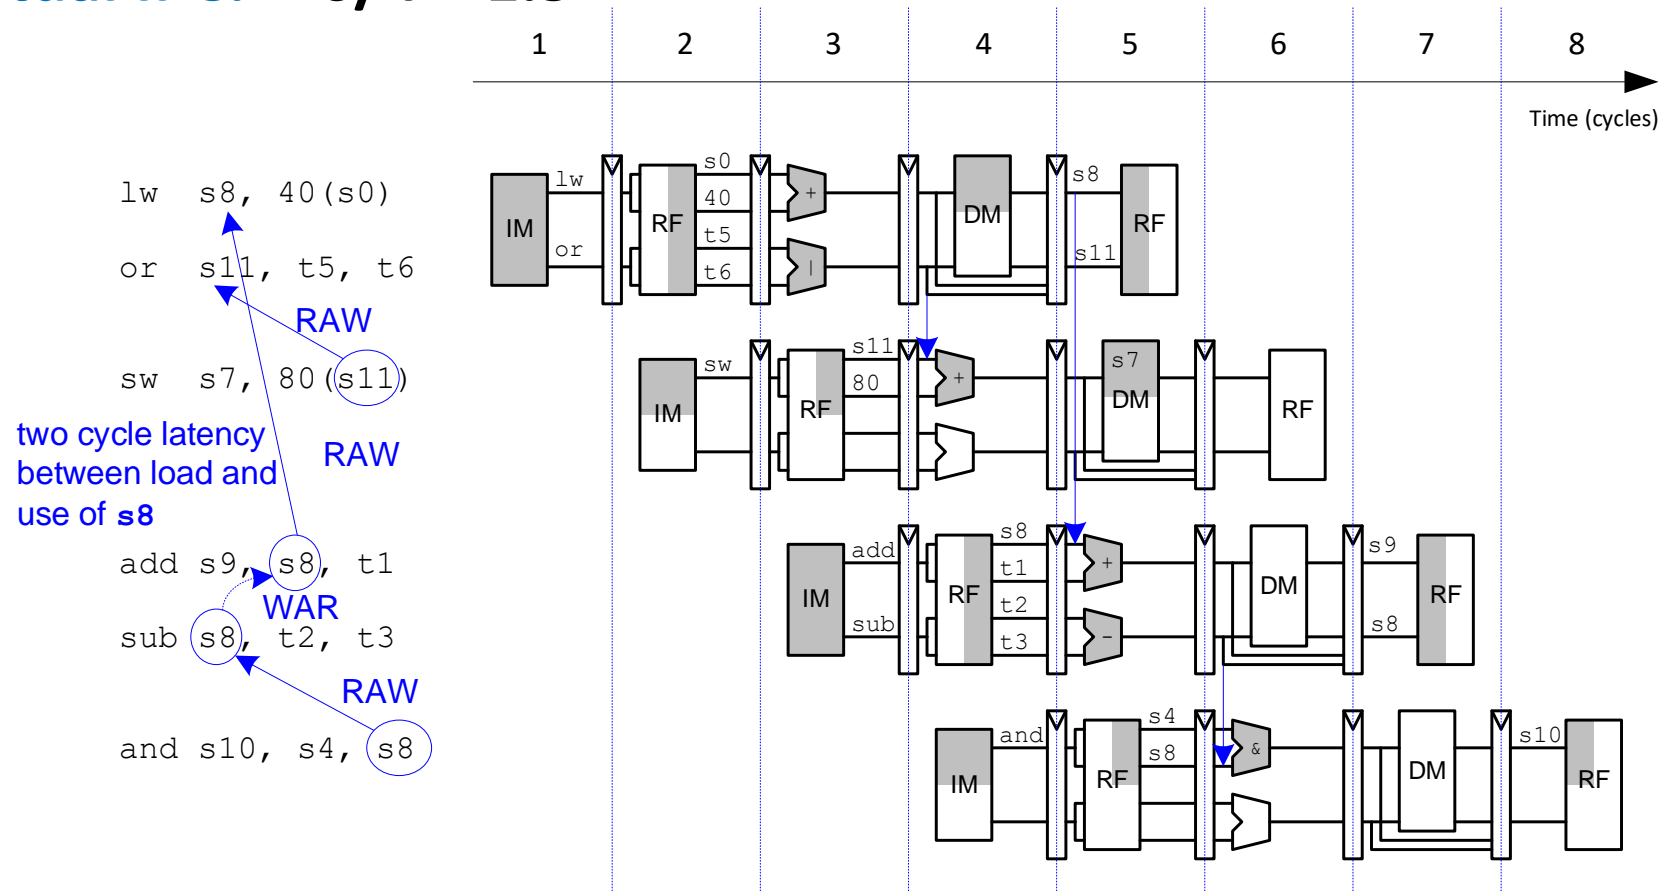 1 2 3 4 5 6 7 8
Time (cycles)
lw s8, 40(s0)
or s11, t5, t6
RAW
sw s7, 80(s11)
two cycle latency
between load and
use of s8
RAW
add s9, s8, t1
WAR
sub s8, t2, t3
RAW
and s10, s4, s8
IM
lw
or
RF
s0
40
t5
t6
+
|
DM
s8
s11
RF
IM
sw
RF
s11
80
+
s7
DM
RF
IM
add
sub
RF
s8
t1
t2
t3
+
-
DM
s9
s8
RF
IM
and
RF
s4
s8
&
DM
s10
RF